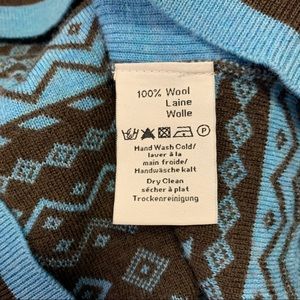 100% Wool
Laine
Wolle
Hand Wash Cold/
laver à la
main froide/
Handwäsche kalt
Dry Clean
sécher à plat
Trockenreinigung